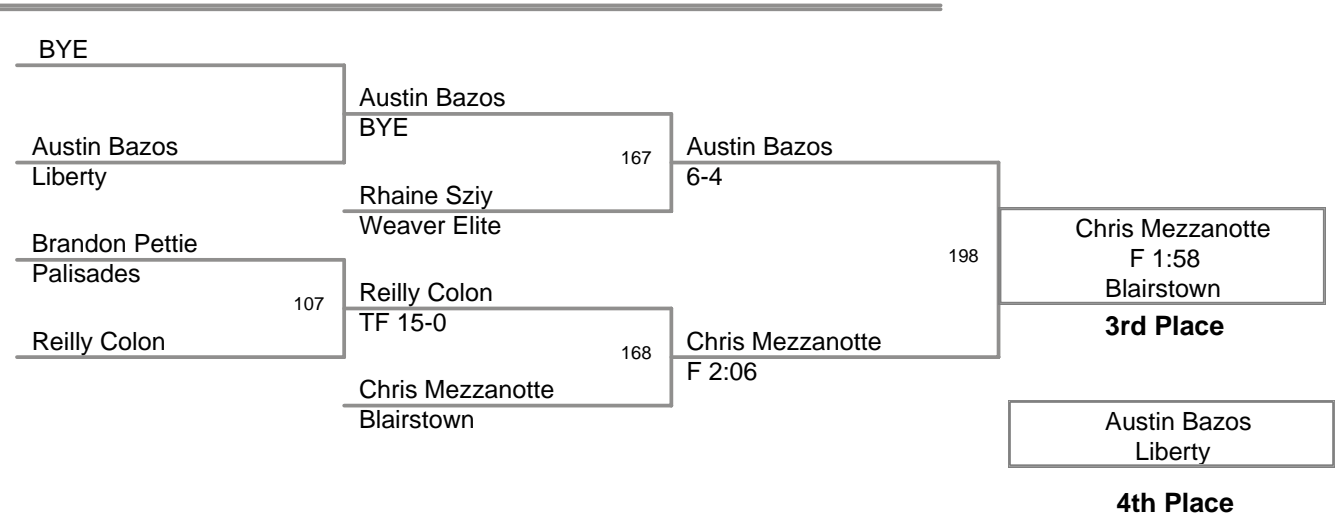 BYE
Austin Bazos
Liberty
Brandon Pettie
Palisades
107
Reilly Colon
Austin Bazos
BYE
167
Rhaine Sziy
Weaver Elite
Reilly Colon
TF 15-0
168
Chris Mezzanotte
Blairstown
Austin Bazos
6-4
198
Chris Mezzanotte
F 2:06
Chris Mezzanotte
F 1:58
Blairstown
3rd Place
Austin Bazos
Liberty
4th Place